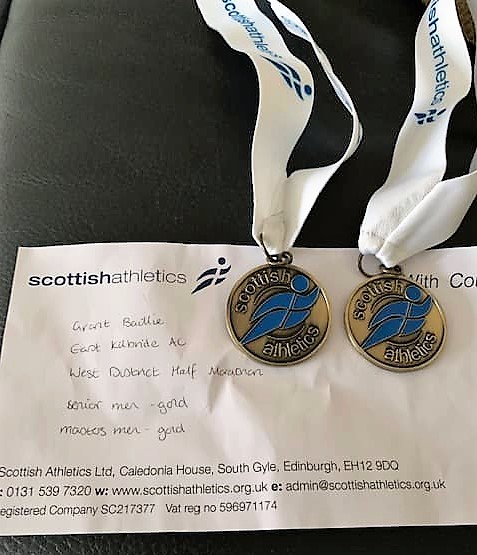 scottishathletics
scottishathletics
scottishathletics With Co
scottish
athletics
scottish
athletics
Grant Baillie
East Kilbride AC
West District Half Marathon
senior men - gold
masters men - gold
Scottish Athletics Ltd, Caledonia House, South Gyle, Edinburgh, EH12 9DQ
: 0131 539 7320 w: www.scottishathletics.org.uk e: admin@scottishathletics.org.uk
egistered Company SC217377 Vat reg no 596971174